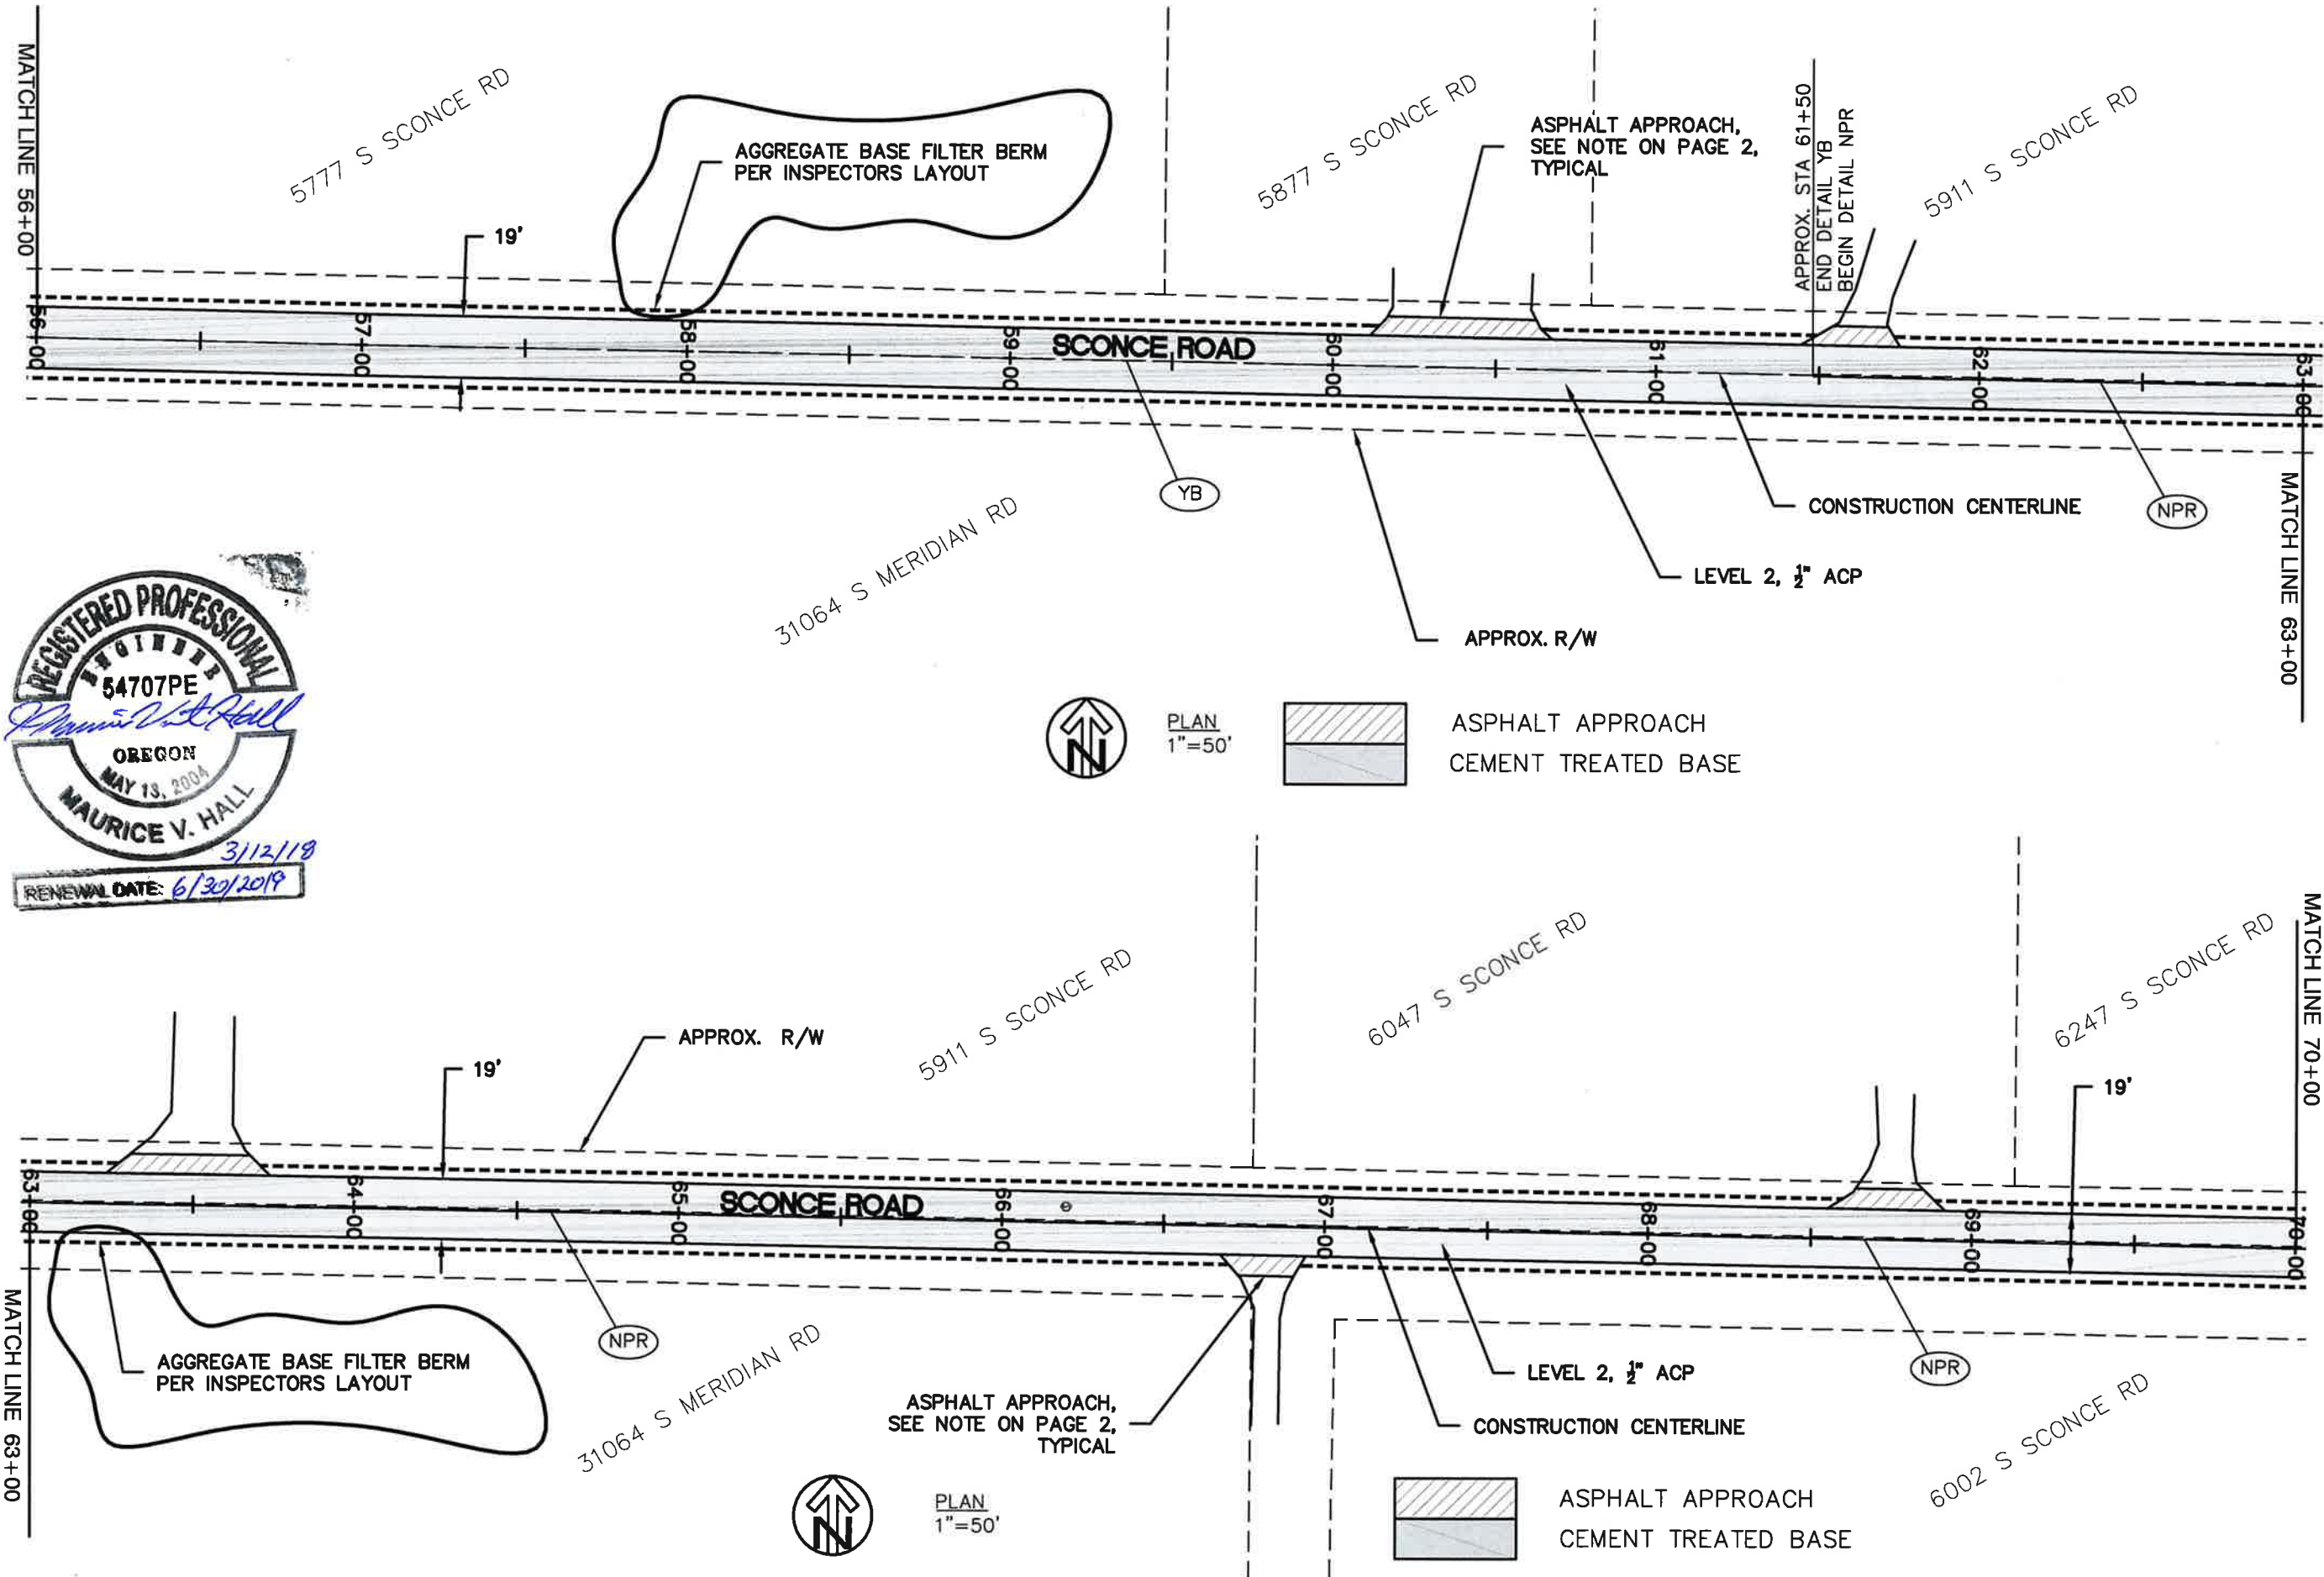 MATCH LINE 56+00
5777 S SCONCE RD
19'
AGGREGATE BASE FILTER BERM
PER INSPECTORS LAYOUT
5877 S SCONCE RD
ASPHALT APPROACH,
SEE NOTE ON PAGE 2,
TYPICAL
APPROX. STA 61+50
END DETAIL YB
BEGIN DETAIL NPR
5911 S SCONCE RD
56+00
57+00
58+00
59+00
SCONCE ROAD
60+00
61+00
62+00
63+00
31064 S MERIDIAN RD
YB
CONSTRUCTION CENTERLINE
NPR
LEVEL 2, ½" ACP
APPROX. R/W
MATCH LINE 63+00
REGISTERED PROFESSIONAL
ENGINEER
54707PE
OREGON
MAY 13, 2004
MAURICE V. HALL
3/12/18
RENEWAL DATE: 6/30/2019
N
PLAN
1"=50'
ASPHALT APPROACH
CEMENT TREATED BASE
MATCH LINE 63+00
19'
APPROX. R/W
5911 S SCONCE RD
6047 S SCONCE RD
6247 S SCONCE RD
19'
MATCH LINE 70+00
63+00
64+00
65+00
SCONCE ROAD
66+00
67+00
68+00
69+00
70+00
AGGREGATE BASE FILTER BERM
PER INSPECTORS LAYOUT
NPR
31064 S MERIDIAN RD
ASPHALT APPROACH,
SEE NOTE ON PAGE 2,
TYPICAL
LEVEL 2, ½" ACP
CONSTRUCTION CENTERLINE
NPR
6002 S SCONCE RD
N
PLAN
1"=50'
ASPHALT APPROACH
CEMENT TREATED BASE